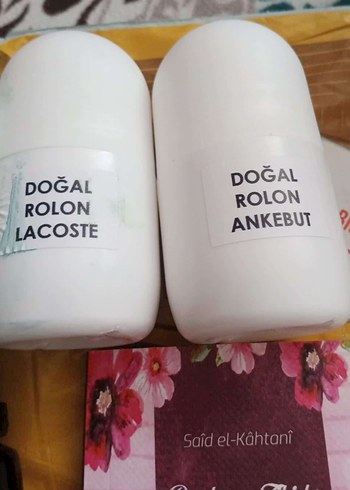 DOĞAL
ROLON
LACOSTE
DOĞAL
ROLON
ANKEBUT
Saîd el-Kâhtanî